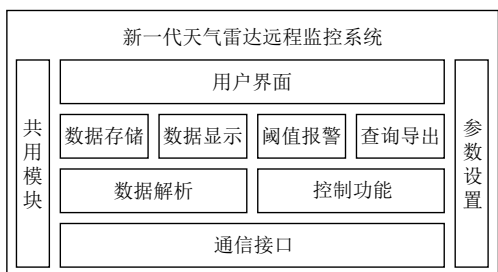 新一代天气雷达远程监控系统
用户界面
共用模块
数据存储
数据显示
阈值报警
查询导出
参数设置
数据解析
控制功能
通信接口